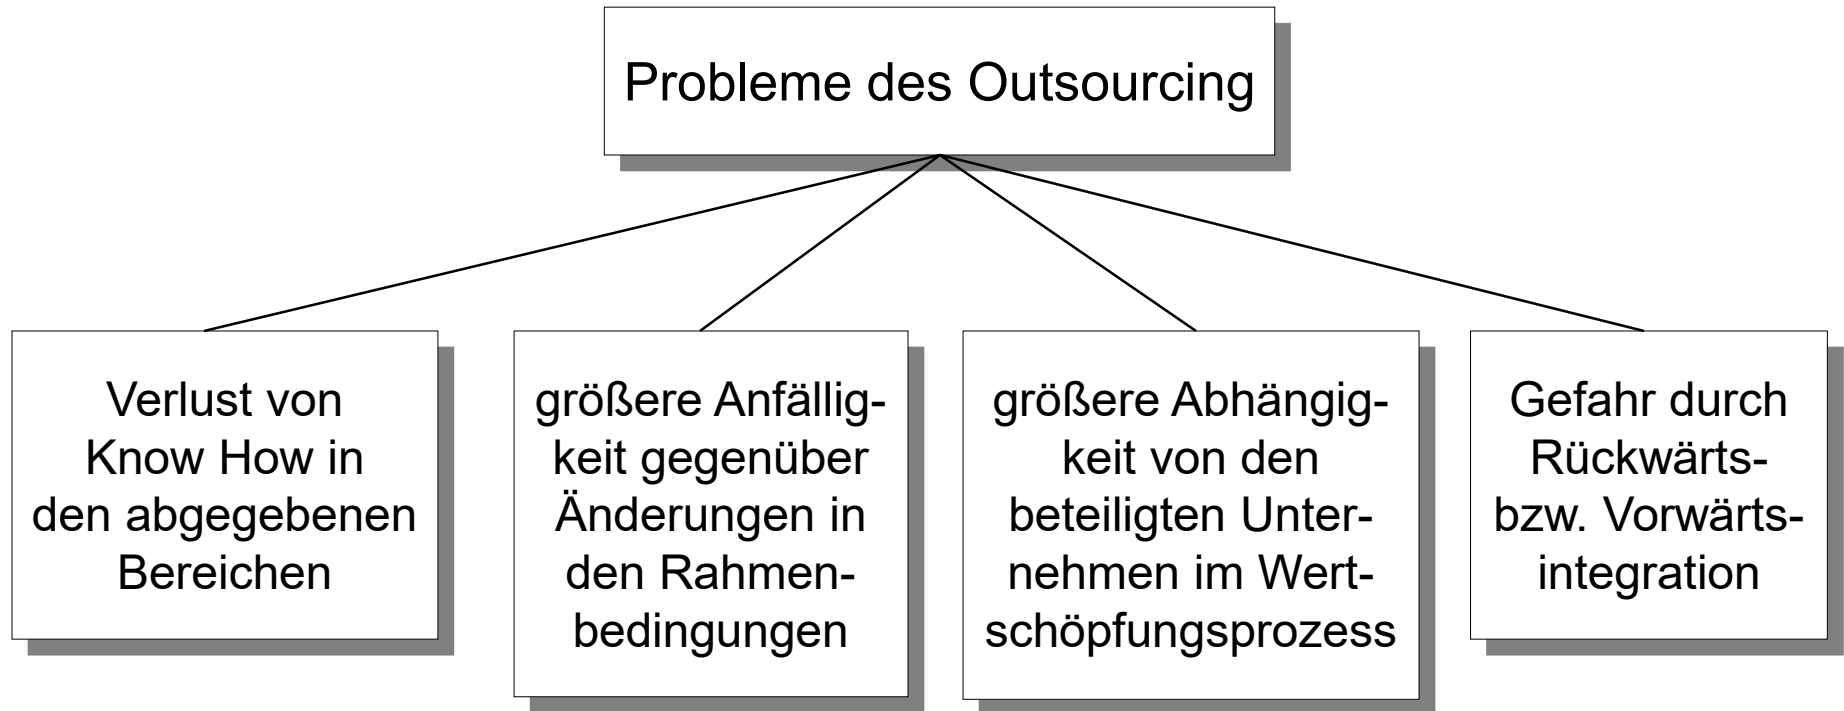 Probleme des Outsourcing
Verlust von
Know How in
den abgegebenen
Bereichen
größere Anfällig-
keit gegenüber
Änderungen in
den Rahmen-
bedingungen
größere Abhängig-
keit von den
beteiligten Unter-
nehmen im Wert-
schöpfungsprozess
Gefahr durch
Rückwärts-
bzw. Vorwärts-
integration